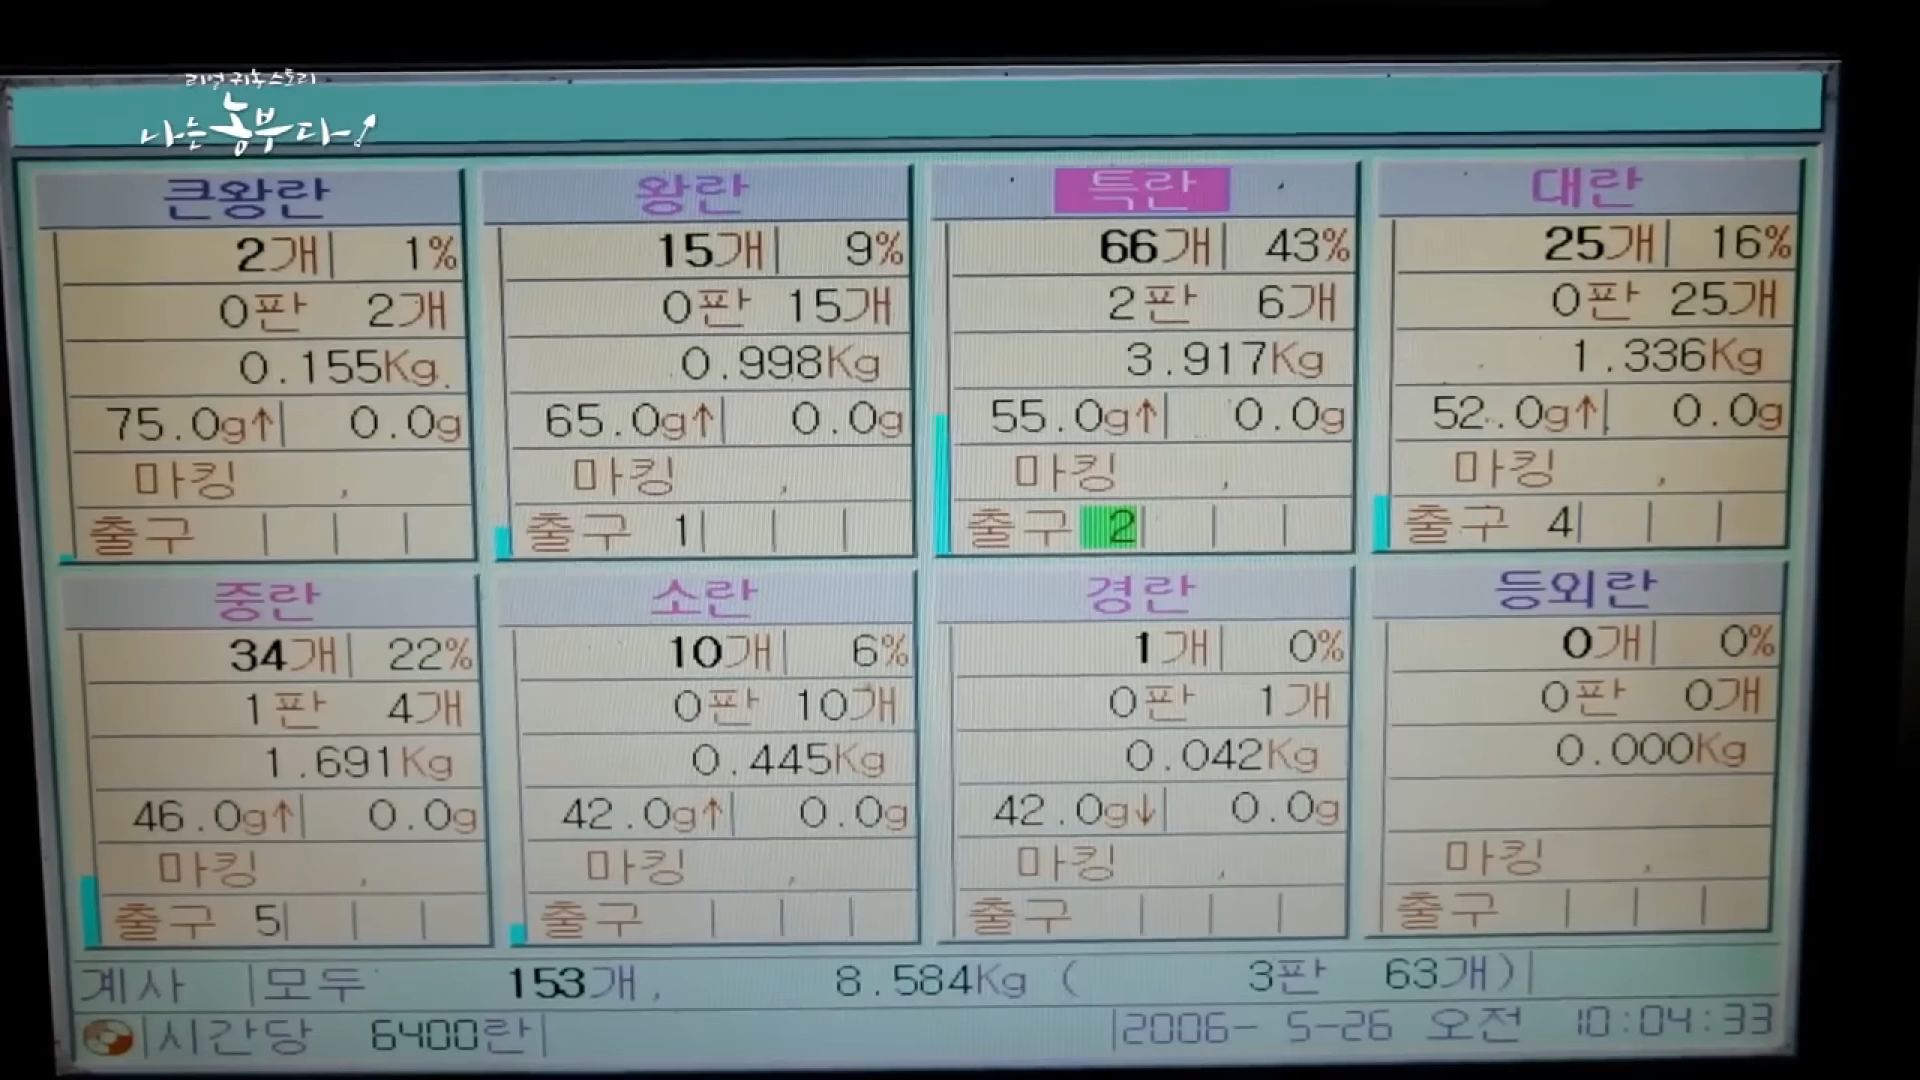 리얼 귀농스토리
나는 농부다!
큰왕란
2개 1%
0판 2개
0.155Kg
75.0g↑ 0.0g
마킹 ,
출구
왕란
15개 9%
0판 15개
0.998Kg
65.0g↑ 0.0g
마킹 ,
출구 1
특란
66개 43%
2판 6개
3.917Kg
55.0g↑ 0.0g
마킹 ,
출구 2
대란
25개 16%
0판 25개
1.336Kg
52.0g↑ 0.0g
마킹 ,
출구 4
중란
34개 22%
1판 4개
1.691Kg
46.0g↑ 0.0g
마킹 ,
출구 5
소란
10개 6%
0판 10개
0.445Kg
42.0g↑ 0.0g
마킹 ,
출구
경란
1개 0%
0판 1개
0.042Kg
42.0g↓ 0.0g
마킹 ,
출구
등외란
0개 0%
0판 0개
0.000Kg
마킹 ,
출구
계사 모두 153개, 8.584Kg ( 3판 63개)
시간당 6400란 2006- 5-26 오전 10:04:33